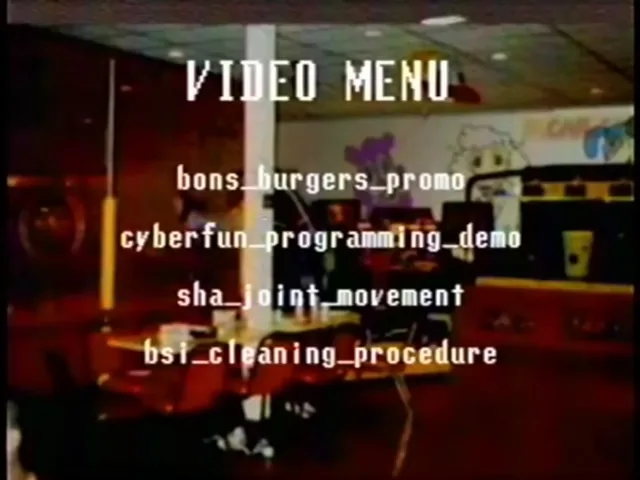 VIDEO MENU
bons_burgers_promo
cyberfun_programming_demo
sha_joint_movement
bsi_cleaning_procedure